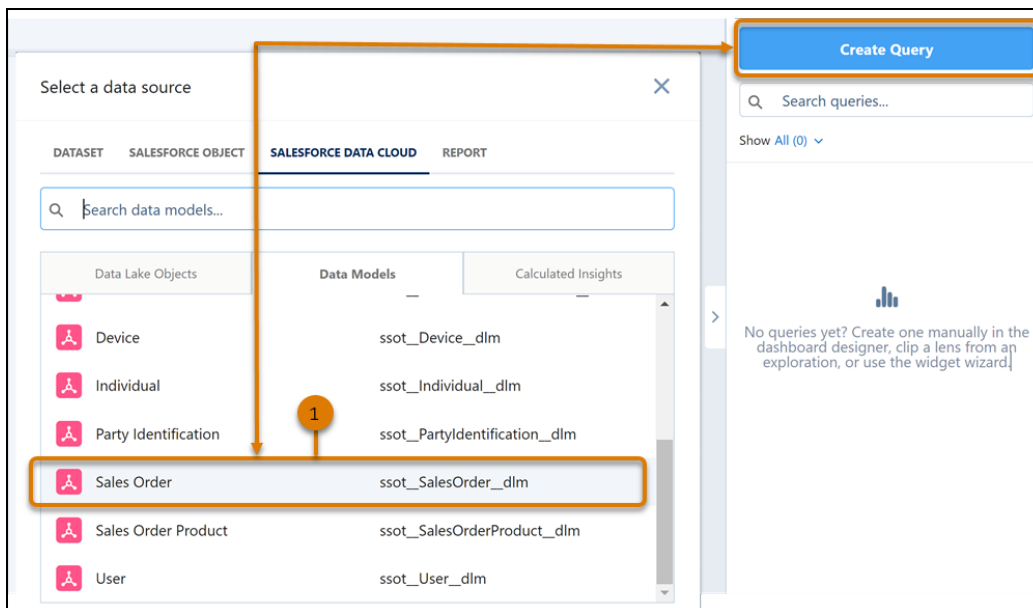 Select a data source
DATASET SALESFORCE OBJECT SALESFORCE DATA CLOUD REPORT
Search data models...
Data Lake Objects Data Models Calculated Insights
Device ssot__Device__dlm
Individual ssot__Individual__dlm
1
Party Identification ssot__PartyIdentification__dlm
Sales Order ssot__SalesOrder__dlm
Sales Order Product ssot__SalesOrderProduct__dlm
User ssot__User__dlm
Create Query
Search queries...
Show All (0)
No queries yet? Create one manually in the
dashboard designer, clip a lens from an
exploration, or use the widget wizard.